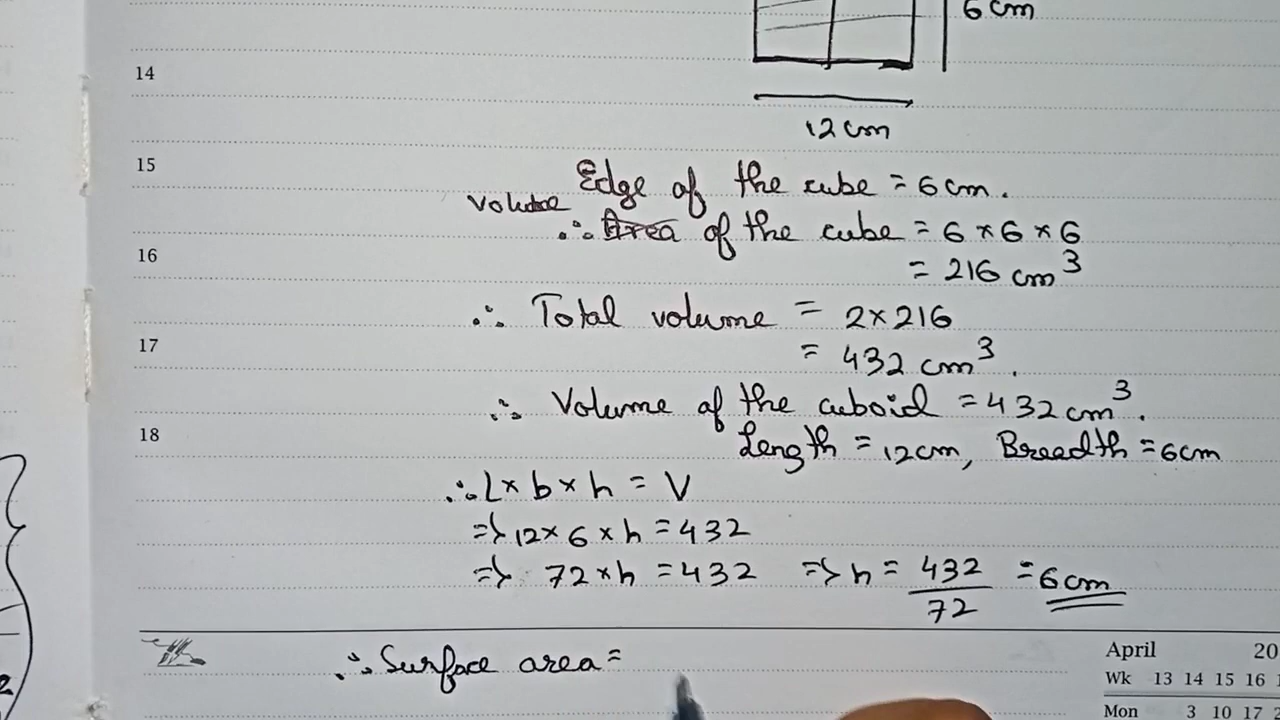 6cm
14
12cm
15
Edge of the cube = 6cm.
Volume
∴ Area of the cube = 6 × 6 × 6
16
= 216 cm³
∴ Total volume = 2×216
17
= 432 cm³.
∴ Volume of the cuboid = 432cm³.
18
Length = 12cm, Breadth = 6cm
∴ L× b × h = V
=> 12× 6 × h = 432
=> 72 × h = 432 => h = 432/72 = 6cm
∴ Surface area =
April 20
Wk 13 14 15 16 1
Mon 3 10 17 2